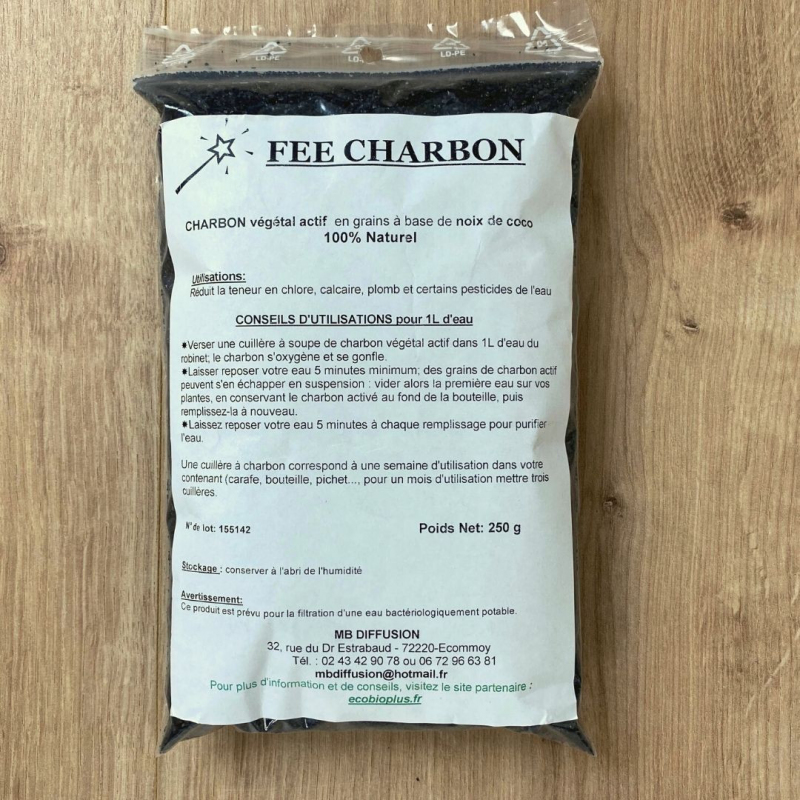 LD-PE
LD-PE
FEE CHARBON
CHARBON végétal actif en grains à base de noix de coco
100% Naturel
Utilisations:
Réduit la teneur en chlore, calcaire, plomb et certains pesticides de l'eau
CONSEILS D'UTILISATIONS pour 1L d'eau
•Verser une cuillère à soupe de charbon végétal actif dans 1L d'eau du
robinet; le charbon s'oxygène et se gonfle.
•Laisser reposer votre eau 5 minutes minimum; des grains de charbon actif
peuvent s'en échapper en suspension : vider alors la première eau sur vos
plantes, en conservant le charbon activé au fond de la bouteille, puis
remplissez-la à nouveau.
•Laissez reposer votre eau 5 minutes à chaque remplissage pour purifier
l'eau.
Une cuillère à charbon correspond à une semaine d'utilisation dans votre
contenant (carafe, bouteille, pichet..., pour un mois d'utilisation mettre trois
cuillères.
N°de lot: 155142 Poids Net: 250 g
Stockage : conserver à l'abri de l'humidité
Avertissement:
Ce produit est prévu pour la filtration d'une eau bactériologiquement potable.
MB DIFFUSION
32, rue du Dr Estrabaud - 72220-Ecommoy
Tél. : 02 43 42 90 78 ou 06 72 96 63 81
mbdiffusion@hotmail.fr
Pour plus d'information et de conseils, visitez le site partenaire :
ecobioplus.fr